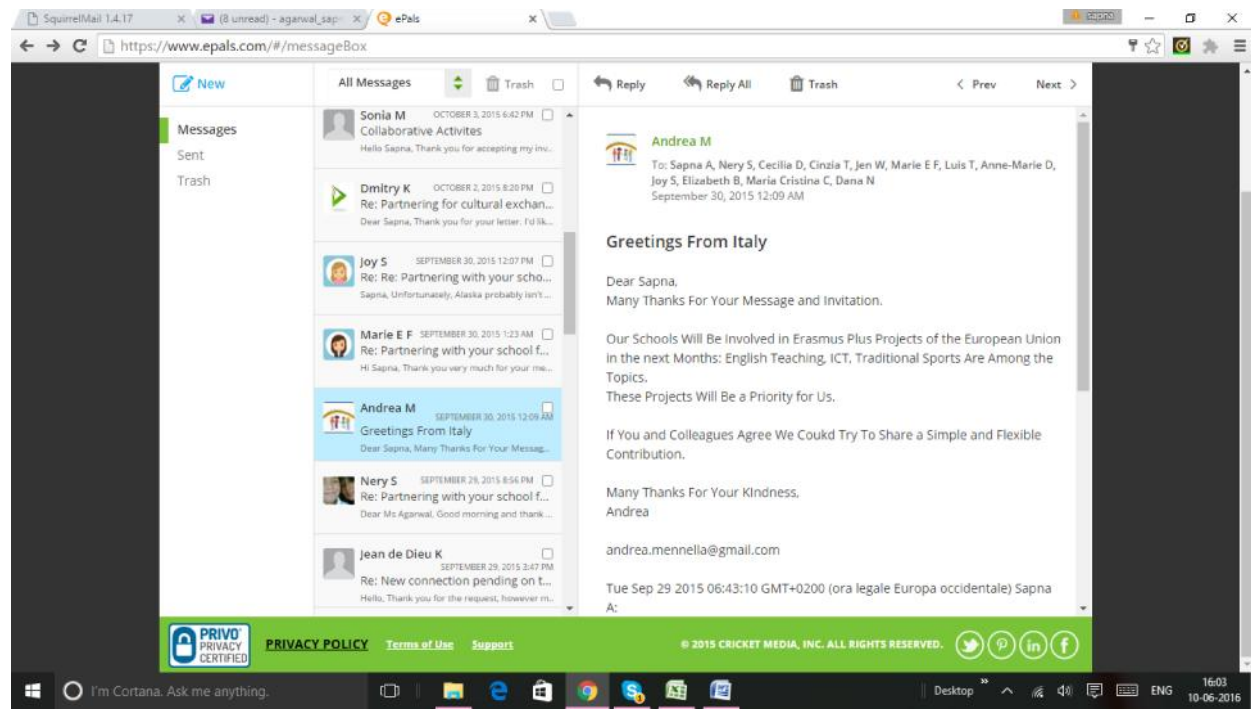 SquirrelMail 1.4.17
(8 unread) - agarwal_sap
ePals
sapna
https://www.epals.com/#/messageBox
New
All Messages
Trash
Reply
Reply All
Trash
Prev
Next
Messages
Sent
Trash
Sonia M OCTOBER 3, 2015 6:42 PM
Collaborative Activites
Hello Sapna, Thank you for accepting my inv..
Dmitry K OCTOBER 2, 2015 8:20 PM
Re: Partnering for cultural exchan...
Dear Sapna, Thank you for your letter. I'd lik...
Joy S SEPTEMBER 30, 2015 12:07 PM
Re: Re: Partnering with your scho...
Sapna, Unfortunately, Alaska probably isn't ...
Marie E F SEPTEMBER 30, 2015 1:23 AM
Re: Partnering with your school f...
Hi Sapna, Thank you very much for your me...
Andrea M
SEPTEMBER 30, 2015 12:09 AM
Greetings From Italy
Dear Sapna, Many Thanks For Your Messag...
Nery S SEPTEMBER 29, 2015 8:56 PM
Re: Partnering with your school f...
Dear Ms Agarwal, Good morning and thank ...
Jean de Dieu K
SEPTEMBER 29, 2015 2:47 PM
Re: New connection pending on t...
Hello, Thank you for the request, however m..
Andrea M
To: Sapna A, Nery S, Cecilia D, Cinzia T, Jen W, Marie E F, Luis T, Anne-Marie D,
Joy S, Elizabeth B, Maria Cristina C, Dana N
September 30, 2015 12:09 AM
Greetings From Italy
Dear Sapna,
Many Thanks For Your Message and Invitation.
Our Schools Will Be Involved in Erasmus Plus Projects of the European Union
in the next Months: English Teaching, ICT, Traditional Sports Are Among the
Topics.
These Projects Will Be a Priority for Us.
If You and Colleagues Agree We Coukd Try To Share a Simple and Flexible
Contribution.
Many Thanks For Your KIndness,
Andrea
andrea.mennella@gmail.com
Tue Sep 29 2015 06:43:10 GMT+0200 (ora legale Europa occidentale) Sapna
A:
PRIVO
PRIVACY
CERTIFIED
PRIVACY POLICY Terms of Use Support
© 2015 CRICKET MEDIA, INC. ALL RIGHTS RESERVED.
I'm Cortana. Ask me anything.
Desktop
ENG
16:03
10-06-2016